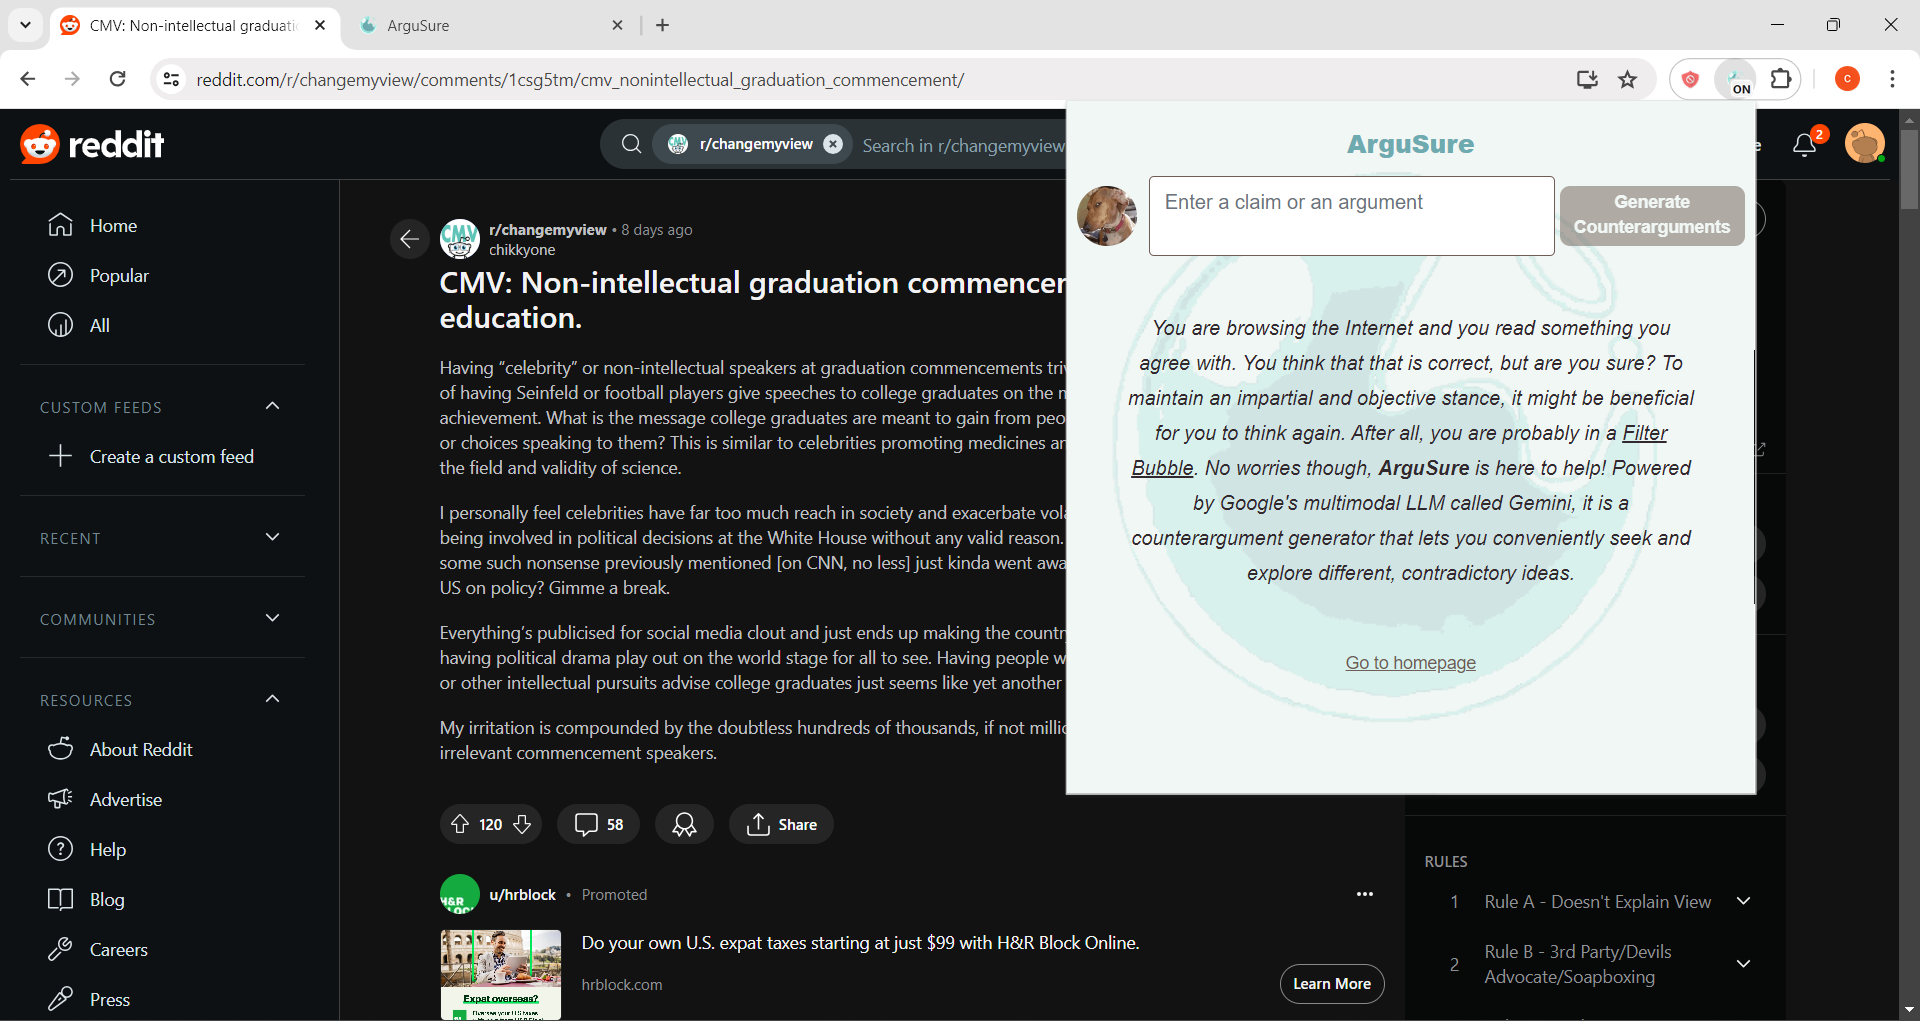 CMV: Non-intellectual graduati
ArguSure
reddit.com/r/changemyview/comments/1csg5tm/cmv_nonintellectual_graduation_commencement/
ON
C
reddit
r/changemyview
Search in r/changemyview
2
Home
Popular
All
CUSTOM FEEDS
Create a custom feed
RECENT
COMMUNITIES
RESOURCES
About Reddit
Advertise
Help
Blog
Careers
Press
CMV
r/changemyview • 8 days ago
chikkyone
CMV: Non-intellectual graduation commencer
education.
Having “celebrity” or non-intellectual speakers at graduation commencements triv
of having Seinfeld or football players give speeches to college graduates on the n
achievement. What is the message college graduates are meant to gain from peo
or choices speaking to them? This is similar to celebrities promoting medicines an
the field and validity of science.
I personally feel celebrities have far too much reach in society and exacerbate vola
being involved in political decisions at the White House without any valid reason.
some such nonsense previously mentioned [on CNN, no less] just kinda went awa
US on policy? Gimme a break.
Everything’s publicised for social media clout and just ends up making the countr
having political drama play out on the world stage for all to see. Having people w
or other intellectual pursuits advise college graduates just seems like yet another
My irritation is compounded by the doubtless hundreds of thousands, if not millio
irrelevant commencement speakers.
120
58
Share
H&R
BLOC
u/hrblock • Promoted
Do your own U.S. expat taxes starting at just $99 with H&R Block Online.
hrblock.com
Learn More
Expat overseas?
ArguSure
Enter a claim or an argument
Generate
Counterarguments
You are browsing the Internet and you read something you
agree with. You think that that is correct, but are you sure? To
maintain an impartial and objective stance, it might be beneficial
for you to think again. After all, you are probably in a Filter
Bubble. No worries though, ArguSure is here to help! Powered
by Google's multimodal LLM called Gemini, it is a
counterargument generator that lets you conveniently seek and
explore different, contradictory ideas.
Go to homepage
e
RULES
1 Rule A - Doesn't Explain View
2 Rule B - 3rd Party/Devils
Advocate/Soapboxing